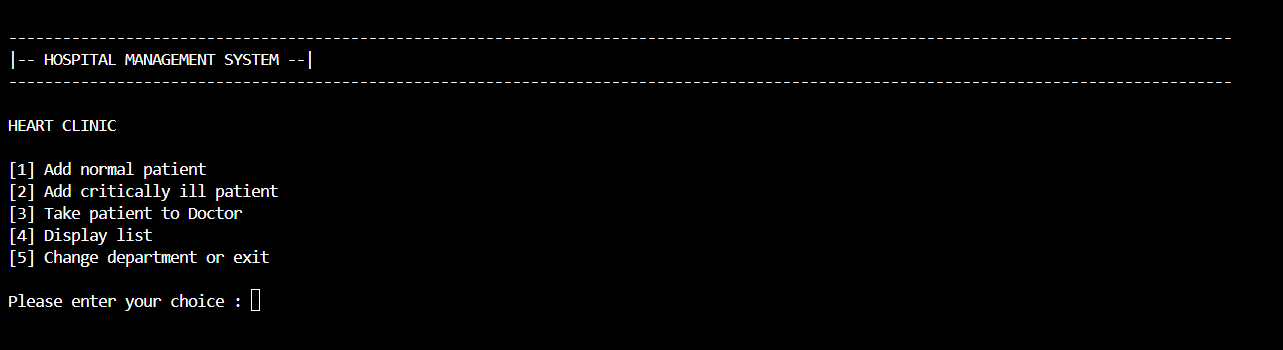 ----------------------------------------------------------------------------------------------------------------------------------------
|-- HOSPITAL MANAGEMENT SYSTEM --|
----------------------------------------------------------------------------------------------------------------------------------------
HEART CLINIC
[1] Add normal patient
[2] Add critically ill patient
[3] Take patient to Doctor
[4] Display list
[5] Change department or exit
Please enter your choice :